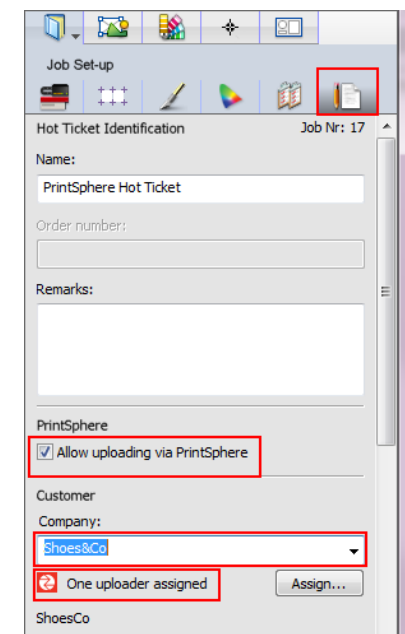 Job Set-up
Hot Ticket Identification Job Nr: 17
Name:
PrintSphere Hot Ticket
Order number:
Remarks:
PrintSphere
Allow uploading via PrintSphere
Customer
Company:
Shoes&Co
One uploader assigned Assign...
ShoesCo